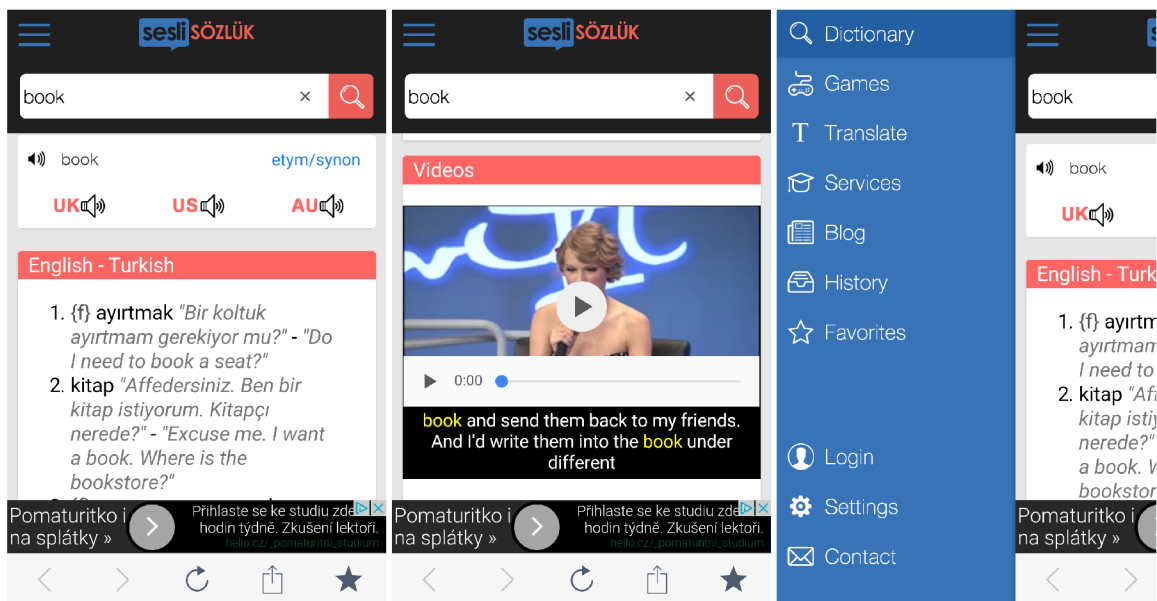 sesli SÖZLÜK
book ×
book etym/synon
UK US AU
English - Turkish
1. {f} ayırtmak "Bir koltuk
ayırtmam gerekiyor mu?" - "Do
I need to book a seat?"
2. kitap "Affedersiniz. Ben bir
kitap istiyorum. Kitapçı
nerede?" - "Excuse me. I want
a book. Where is the
bookstore?"
Pomaturitko i
na splátky »
Přihlaste se ke studiu zde
hodin týdně. Zkušení lektoři.
hello.cz/_pomaturitni_studium
sesli SÖZLÜK
book ×
Videos
0:00
book and send them back to my friends.
And I'd write them into the book under
different
Pomaturitko i
na splátky »
Přihlaste se ke studiu zde
hodin týdně. Zkušení lektoři.
hello.cz/_pomaturitni_studium
Dictionary
Games
Translate
Services
Blog
History
Favorites
Login
Settings
Contact
book
book
UK
English - Turk
1. {f} ayırtm
ayırtmam
I need to
2. kitap "Af
kitap isti
nerede?"
a book.
bookstor
Pomaturitko i
na splátky »